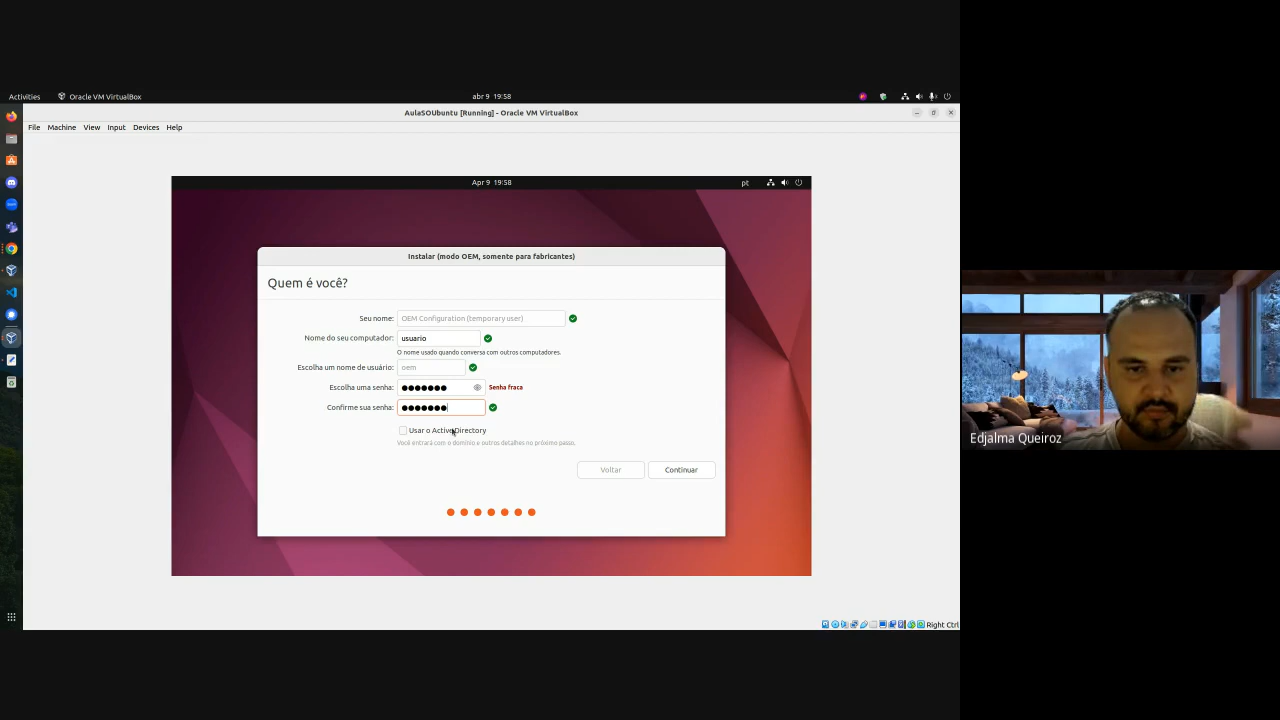 Activities
Oracle VM VirtualBox
abr 9 19:58
AulaSOUbuntu [Running] - Oracle VM VirtualBox
File Machine View Input Devices Help
Apr 9 19:58
pt
Instalar (modo OEM, somente para fabricantes)
Quem é você?
Seu nome: OEM Configuration (temporary user)
Nome do seu computador: usuario
O nome usado quando conversa com outros computadores.
Escolha um nome de usuário: oem
Escolha uma senha: ●●●●●●● Senha fraca
Confirme sua senha: ●●●●●●●
Usar o Active Directory
Você entrará com o domínio e outros detalhes no próximo passo.
Voltar Continuar
Edjalma Queiroz
Right Ctrl